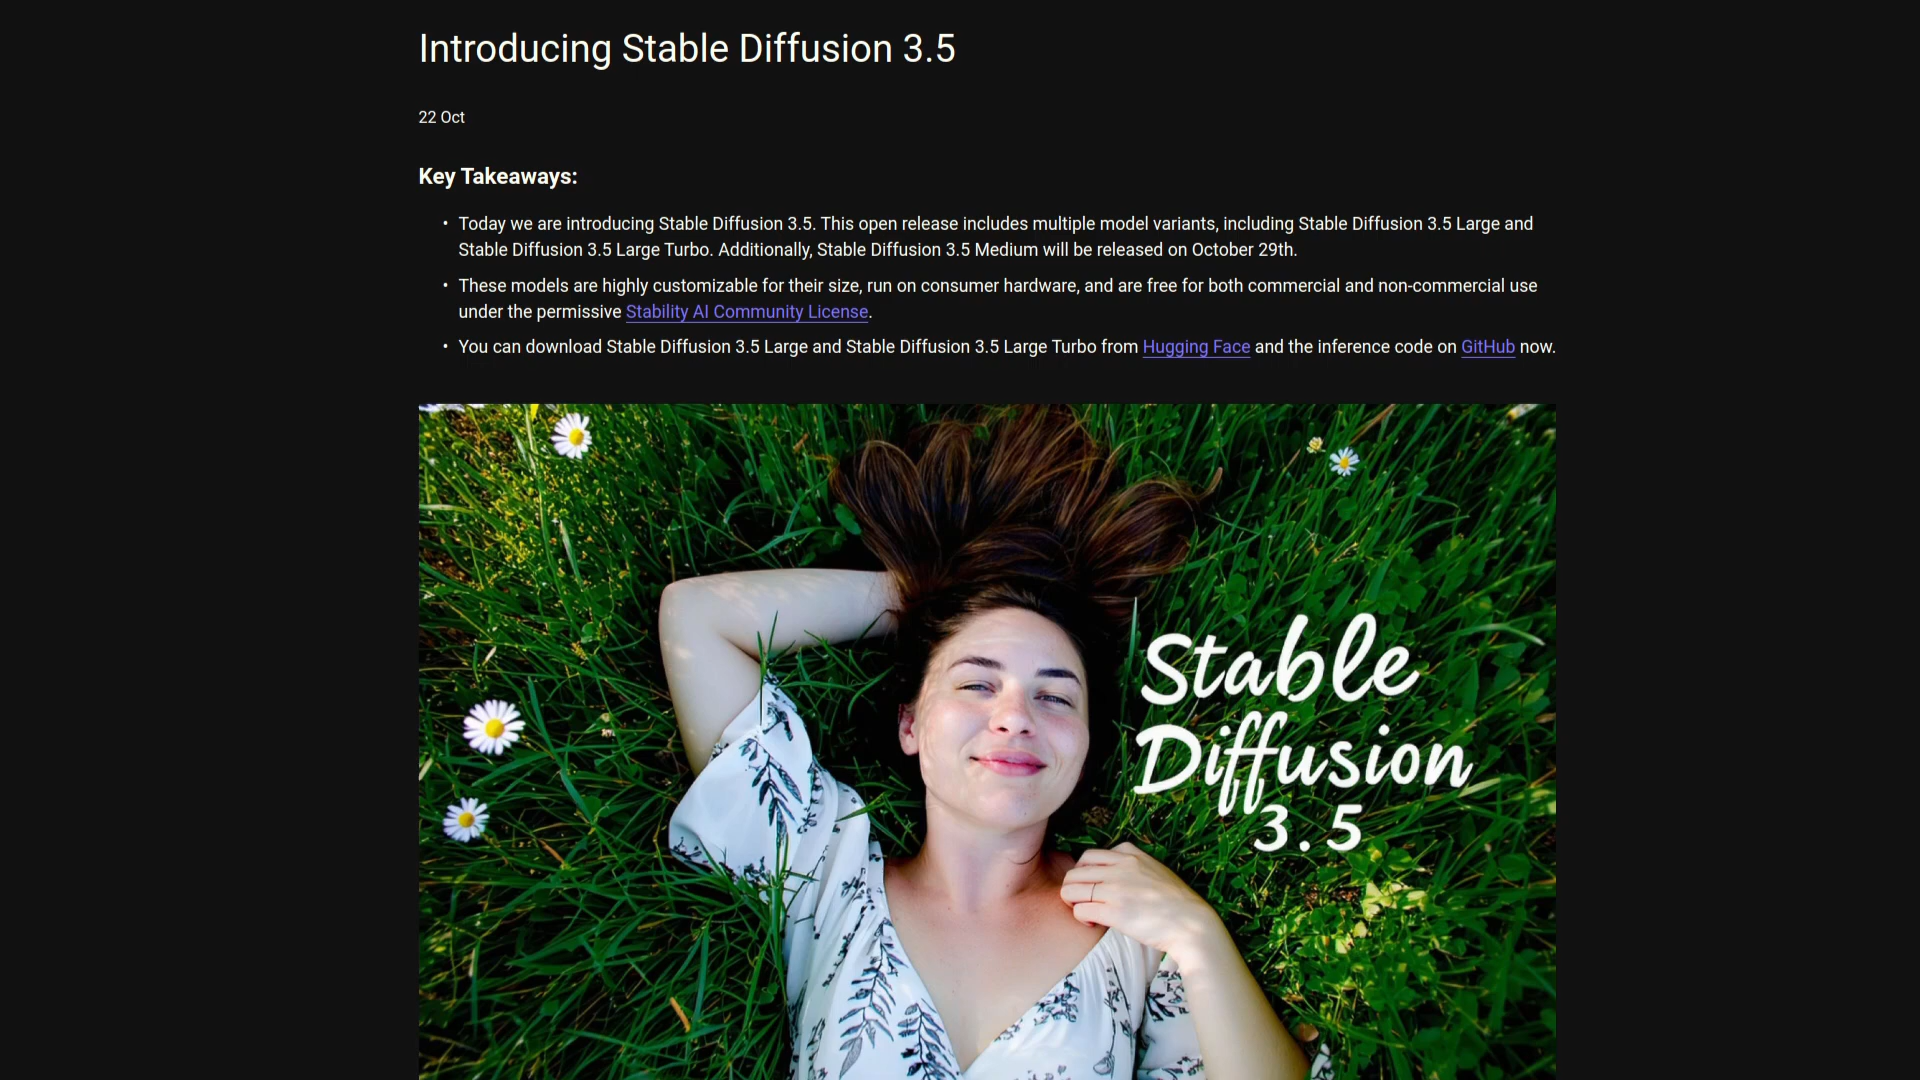 Introducing Stable Diffusion 3.5
22 Oct
Key Takeaways:
• Today we are introducing Stable Diffusion 3.5. This open release includes multiple model variants, including Stable Diffusion 3.5 Large and
Stable Diffusion 3.5 Large Turbo. Additionally, Stable Diffusion 3.5 Medium will be released on October 29th.
• These models are highly customizable for their size, run on consumer hardware, and are free for both commercial and non-commercial use
under the permissive Stability AI Community License.
• You can download Stable Diffusion 3.5 Large and Stable Diffusion 3.5 Large Turbo from Hugging Face and the inference code on GitHub now.
Stable
Diffusion
3.5